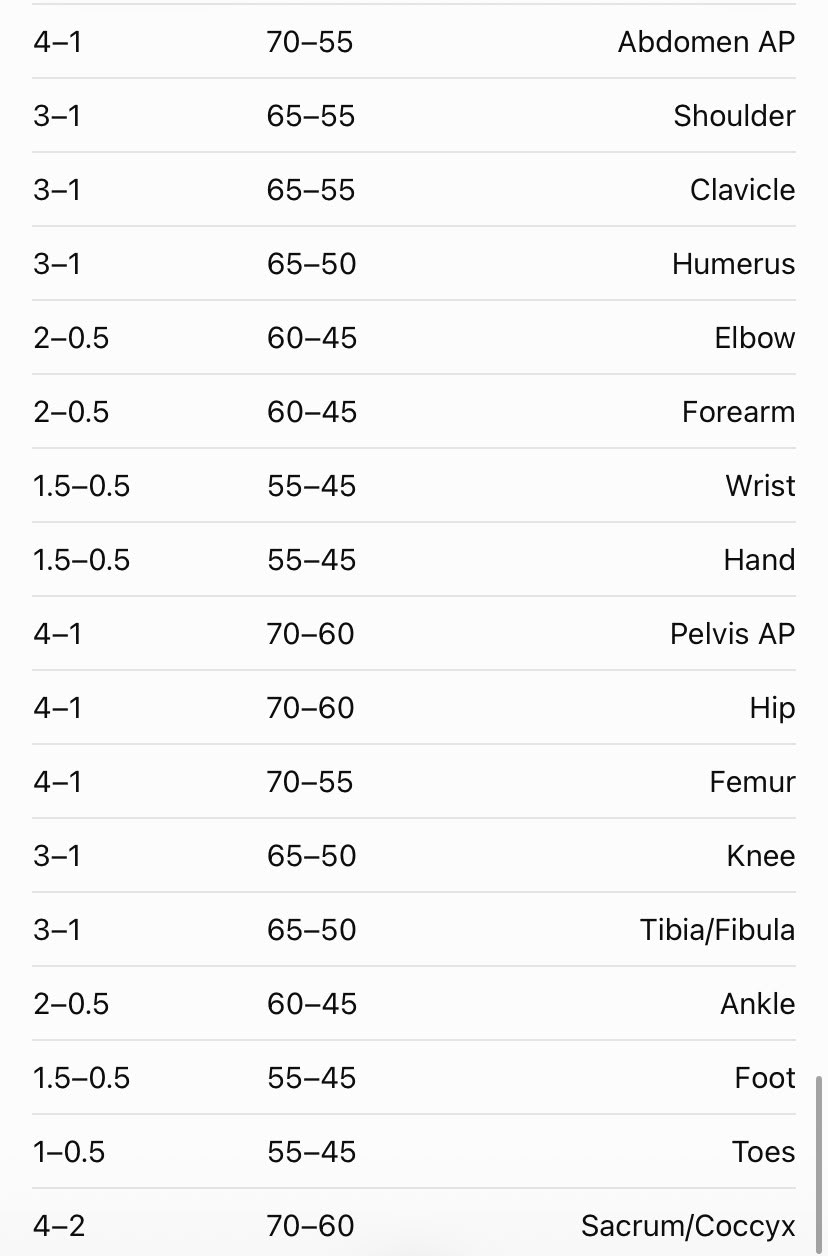 4–1 70–55 Abdomen AP
3–1 65–55 Shoulder
3–1 65–55 Clavicle
3–1 65–50 Humerus
2–0.5 60–45 Elbow
2–0.5 60–45 Forearm
1.5–0.5 55–45 Wrist
1.5–0.5 55–45 Hand
4–1 70–60 Pelvis AP
4–1 70–60 Hip
4–1 70–55 Femur
3–1 65–50 Knee
3–1 65–50 Tibia/Fibula
2–0.5 60–45 Ankle
1.5–0.5 55–45 Foot
1–0.5 55–45 Toes
4–2 70–60 Sacrum/Coccyx